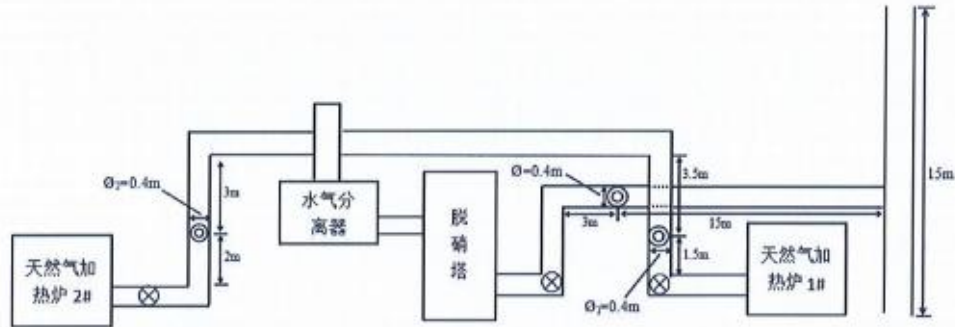 15m
Ø₂=0.4m
3m
2m
天然气加
热炉 2#
水气分
离器
脱
硝
塔
Ø=0.4m
3m
15m
3.5m
1.5m
Ø₁=0.4m
天然气加
热炉 1#